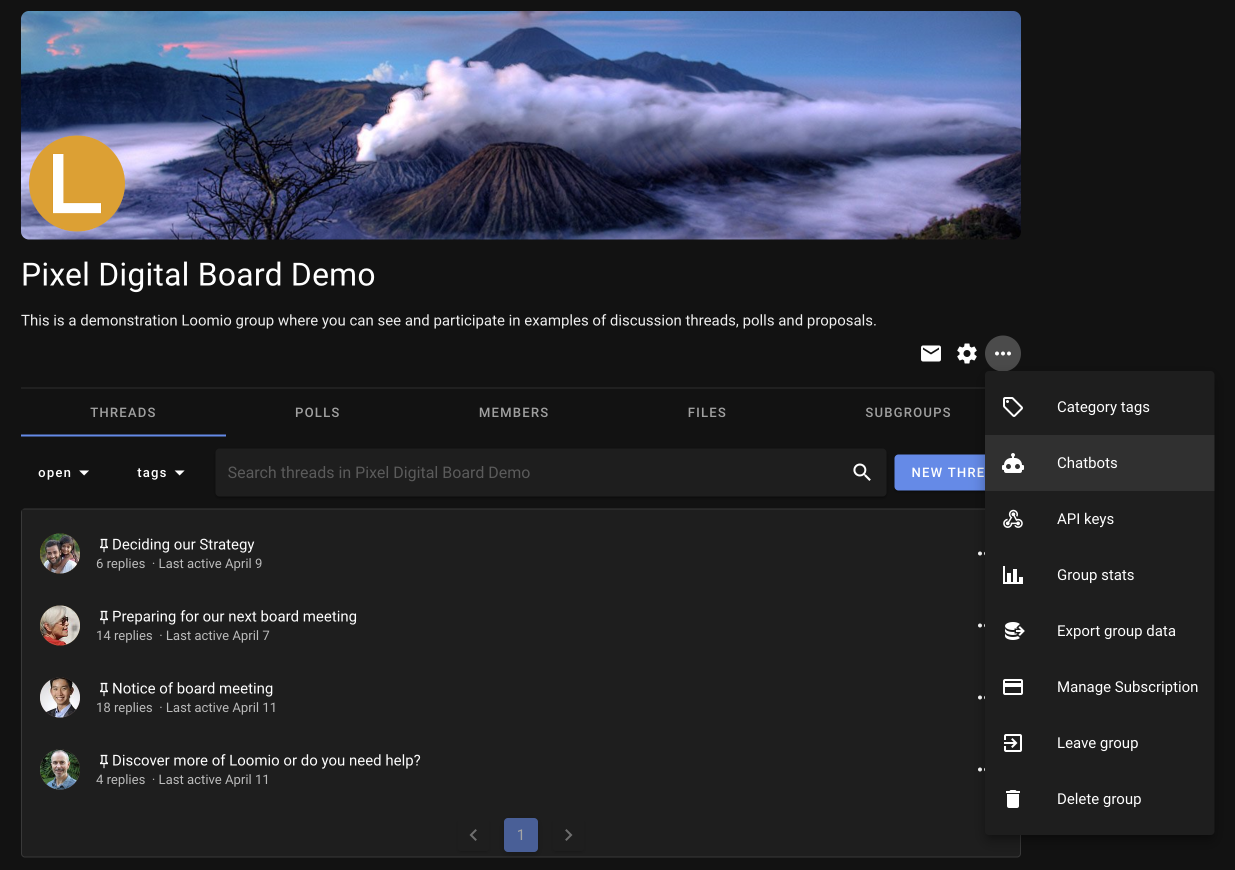 L
Pixel Digital Board Demo
This is a demonstration Loomio group where you can see and participate in examples of discussion threads, polls and proposals.
THREADS POLLS MEMBERS FILES SUBGROUPS
open tags Search threads in Pixel Digital Board Demo NEW THRE
Deciding our Strategy
6 replies · Last active April 9
Preparing for our next board meeting
14 replies · Last active April 7
Notice of board meeting
18 replies · Last active April 11
Discover more of Loomio or do you need help?
4 replies · Last active April 11
1
Category tags
Chatbots
API keys
Group stats
Export group data
Manage Subscription
Leave group
Delete group